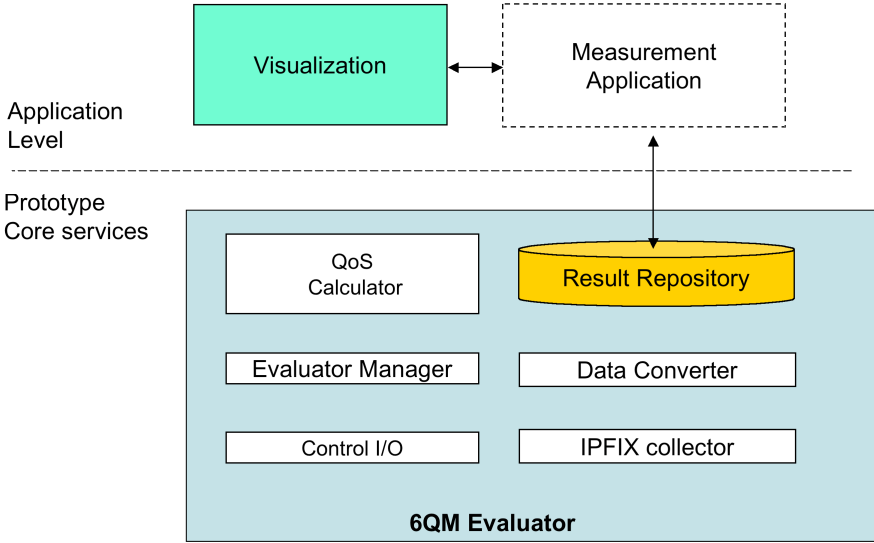 Visualization
Measurement
Application
Application
Level
Prototype
Core services
QoS
Calculator
Result Repository
Evaluator Manager
Data Converter
Control I/O
IPFIX collector
6QM Evaluator